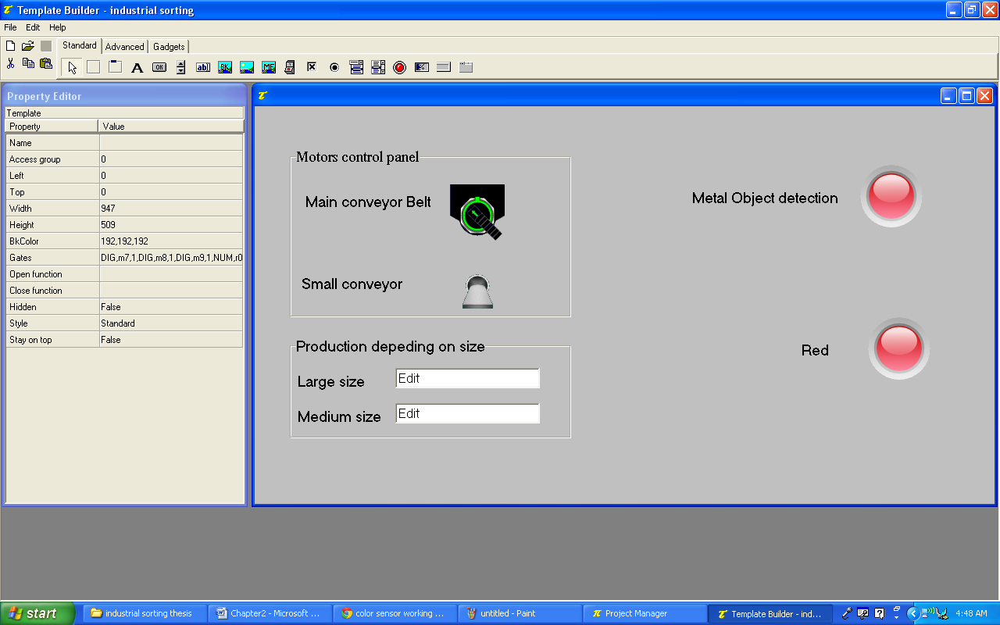 Template Builder - industrial sorting
File Edit Help
Standard Advanced Gadgets
A OK ab| BK ME
Property Editor
Template
Property Value
Name
Access group 0
Left 0
Top 0
Width 947
Height 509
BkColor 192,192,192
Gates DIG,m7,1,DIG,m8,1,DIG,m9,1,NUM,r0
Open function
Close function
Hidden False
Style Standard
Stay on top False
Motors control panel
Main conveyor Belt
Small conveyor
Production depeding on size
Large size Edit
Medium size Edit
Metal Object detection
Red
start industrial sorting thesis Chapter2 - Microsoft ... color sensor working ... untitled - Paint Project Manager Template Builder - ind... 4:48 AM